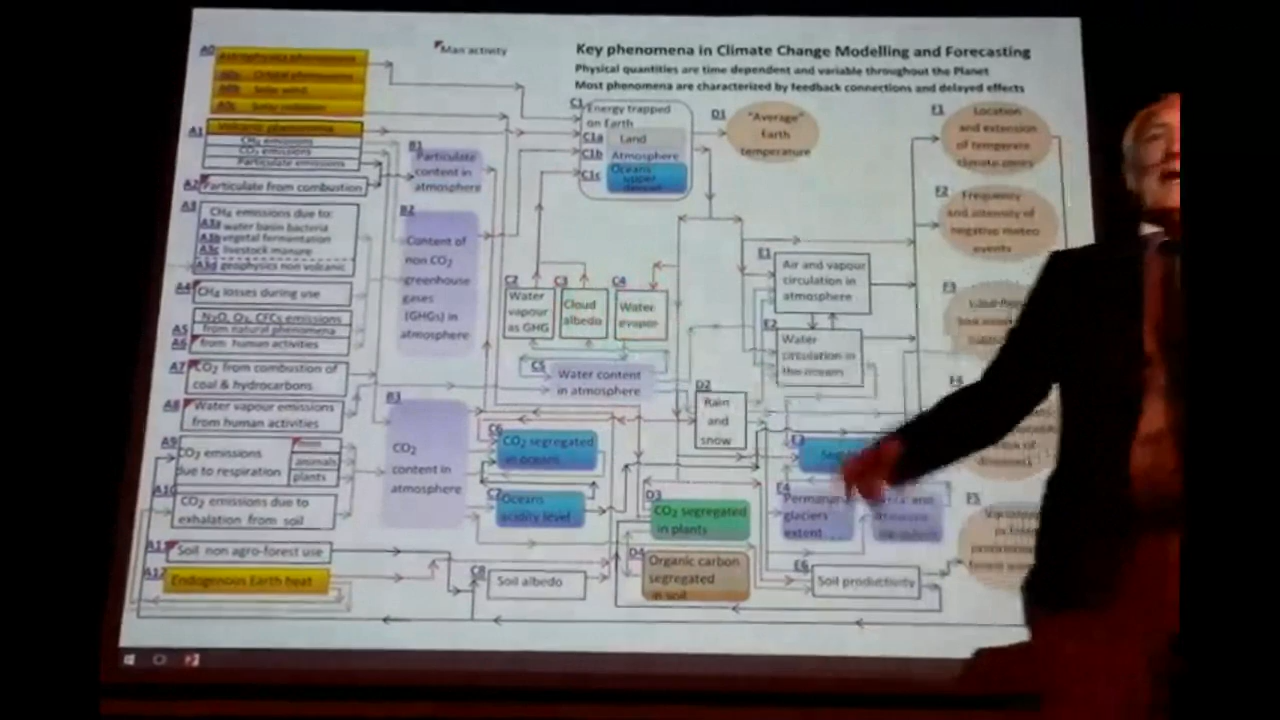 Key phenomena in Climate Change Modelling and Forecasting
Physical quantities are time dependent and variable throughout the Planet
Most phenomena are characterized by feedback connections and delayed effects
Man activity
A0
Orbital phenomena
Solar wind
A1
Volcanic phenomena
CH₄ emissions
CO₂ emissions
Particulate emissions
A2
Particulate from combustion
A3
CH₄ emissions due to:
A3a water basin bacteria
A3b vegetal fermentation
A3c livestock manure
A3d geophysics non volcanic
A4
CH₄ losses during use
N₂O, O₃, CFCs emissions
A5
from natural phenomena
A6
from human activities
A7
CO₂ from combustion of
coal & hydrocarbons
A8
Water vapour emissions
from human activities
A9
CO₂ emissions
due to respiration
animals
plants
A10
CO₂ emissions due to
exhalation from soil
Soil non agro-forest use
A12
Endogenous Earth heat
B1
Particulate
content in
atmosphere
B2
Content of
non CO₂
greenhouse
gases
(GHGs) in
atmosphere
B3
CO₂
content in
atmosphere
C1
Energy trapped
on Earth
C1a
Land
C1b
Atmosphere
C1c
Oceans
upper
C2
Water
vapour
as GHG
C3
Cloud
albedo
C4
Water
evapor
C5
Water content
in atmosphere
C6
CO₂ segregated
in oceans
C7
Oceans
acidity level
C8
Soil albedo
D1
"Average"
Earth
temperature
D2
Rain
and
snow
D3
CO₂ segregated
in plants
D4
Organic carbon
segregated
in soil
E1
Air and vapour
circulation in
atmosphere
E2
Water
circulation in
the ocean
E3
E4
glaciers
extent
E6
Soil productivity
F1
Location
and extension
of temperate
climate zones
F2
Frequency
and intensity of
negative meteo
events
F3
F4
F5